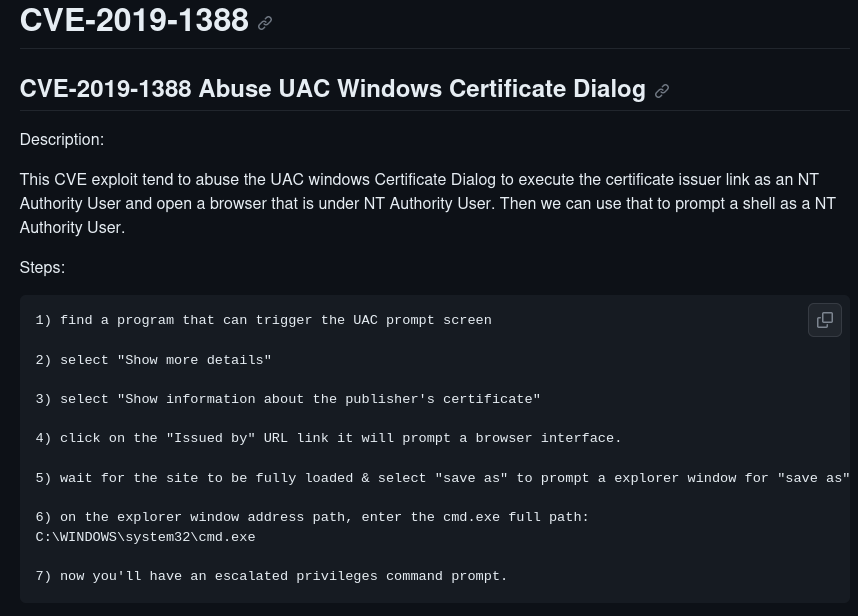 CVE-2019-1388
CVE-2019-1388 Abuse UAC Windows Certificate Dialog
Description:
This CVE exploit tend to abuse the UAC windows Certificate Dialog to execute the certificate issuer link as an NT
Authority User and open a browser that is under NT Authority User. Then we can use that to prompt a shell as a NT
Authority User.
Steps:
1) find a program that can trigger the UAC prompt screen
2) select "Show more details"
3) select "Show information about the publisher's certificate"
4) click on the "Issued by" URL link it will prompt a browser interface.
5) wait for the site to be fully loaded & select "save as" to prompt a explorer window for "save as"
6) on the explorer window address path, enter the cmd.exe full path:
C:\WINDOWS\system32\cmd.exe
7) now you'll have an escalated privileges command prompt.